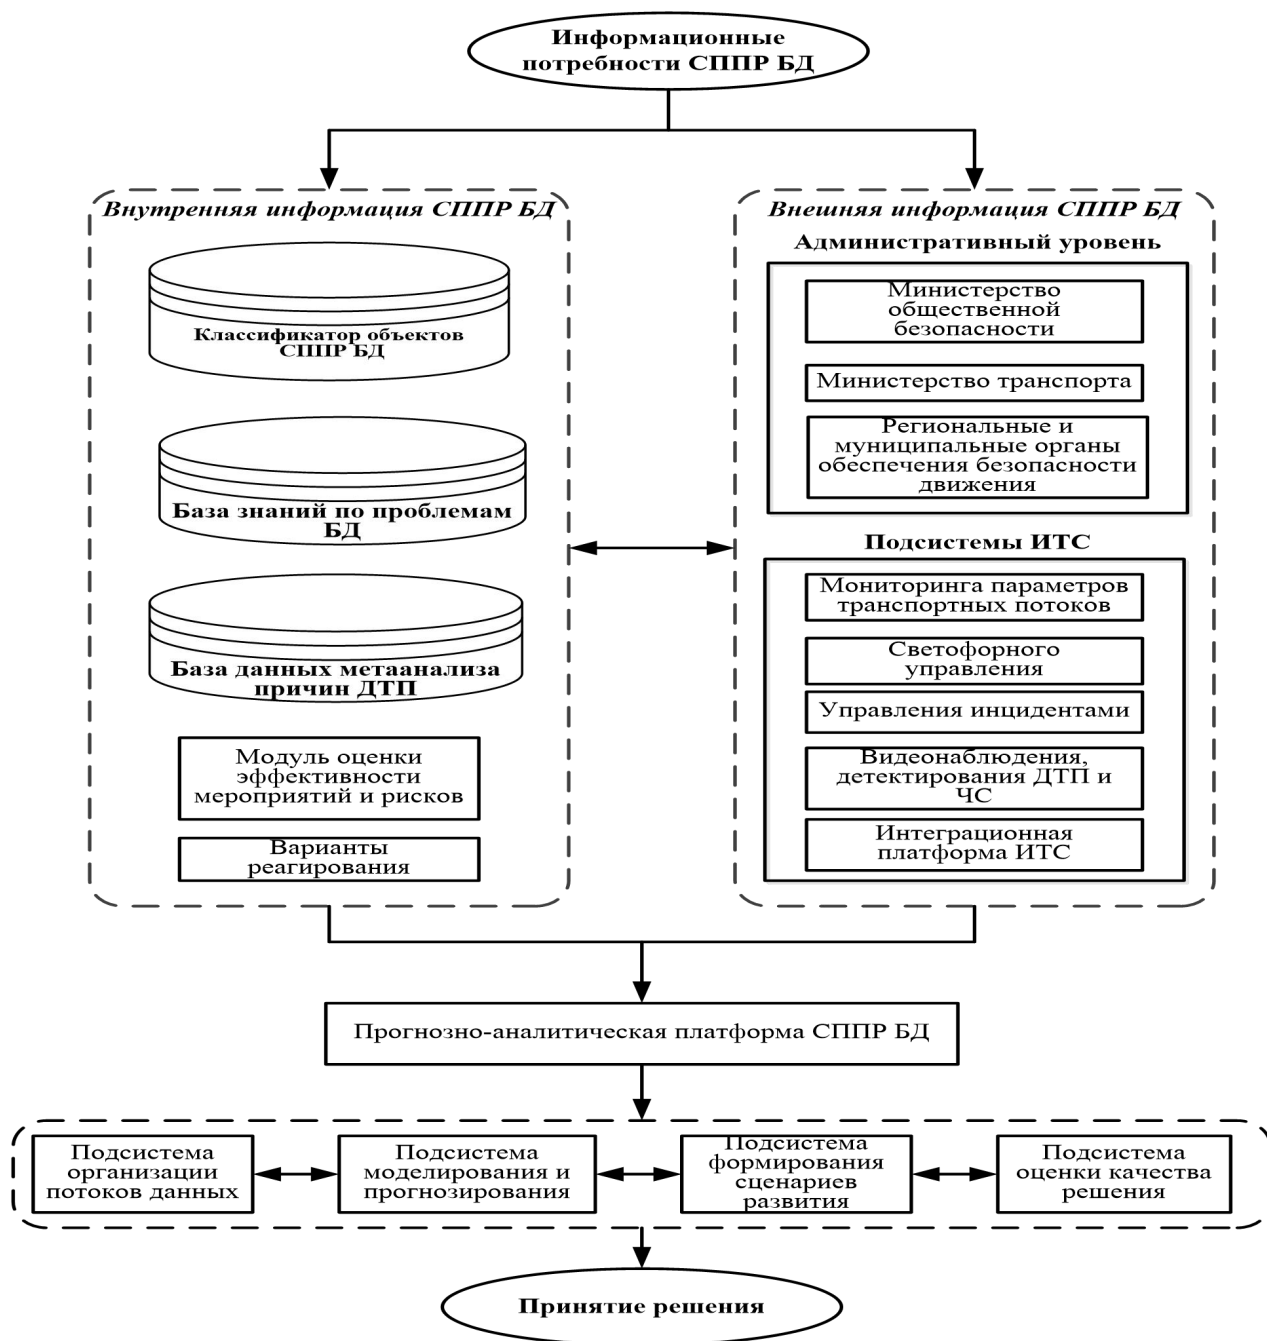 Информационные
потребности СППР БД
Внутренняя информация СППР БД
Классификатор объектов
СППР БД
База знаний по проблемам
БД
База данных метаанализа
причин ДТП
Модуль оценки
эффективности
мероприятий и рисков
Варианты
реагирования
Внешняя информация СППР БД
Административный уровень
Министерство
общественной
безопасности
Министерство транспорта
Региональные и
муниципальные органы
обеспечения безопасности
движения
Подсистемы ИТС
Мониторинга параметров
транспортных потоков
Светофорного
управления
Управления инцидентами
Видеонаблюдения,
детектирования ДТП и
ЧС
Интеграционная
платформа ИТС
Прогнозно-аналитическая платформа СППР БД
Подсистема
организации
потоков данных
Подсистема
моделирования и
прогнозирования
Подсистема
формирования
сценариев
развития
Подсистема
оценки качества
решения
Принятие решения